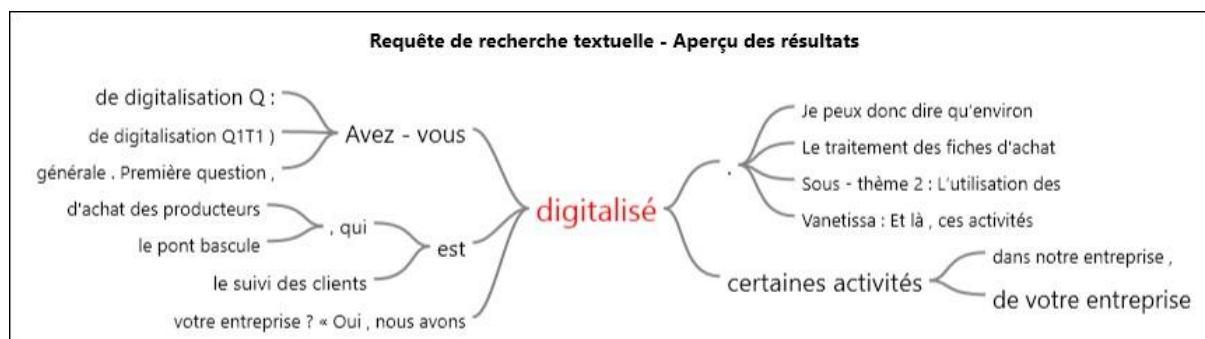 Requête de recherche textuelle - Aperçu des résultats
de digitalisation Q :
de digitalisation Q1T1 )
générale . Première question ,
Avez - vous
d'achat des producteurs
le pont bascule
, qui
le suivi des clients
est
votre entreprise ? « Oui , nous avons
digitalisé
.
Je peux donc dire qu'environ
Le traitement des fiches d'achat
Sous - thème 2 : L'utilisation des
Vanetissa : Et là , ces activités
certaines activités
dans notre entreprise ,
de votre entreprise